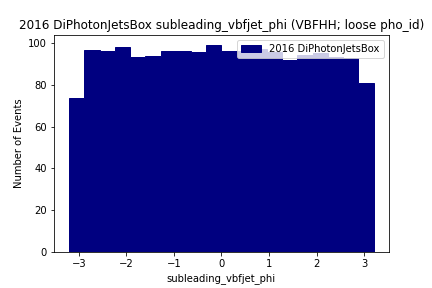 2016 DiPhotonJetsBox subleading_vbfjet_phi (VBFHH; loose pho_id)
2016 DiPhotonJetsBox
Number of Events
100
80
60
40
20
0
−3 −2 −1 0 1 2 3
subleading_vbfjet_phi